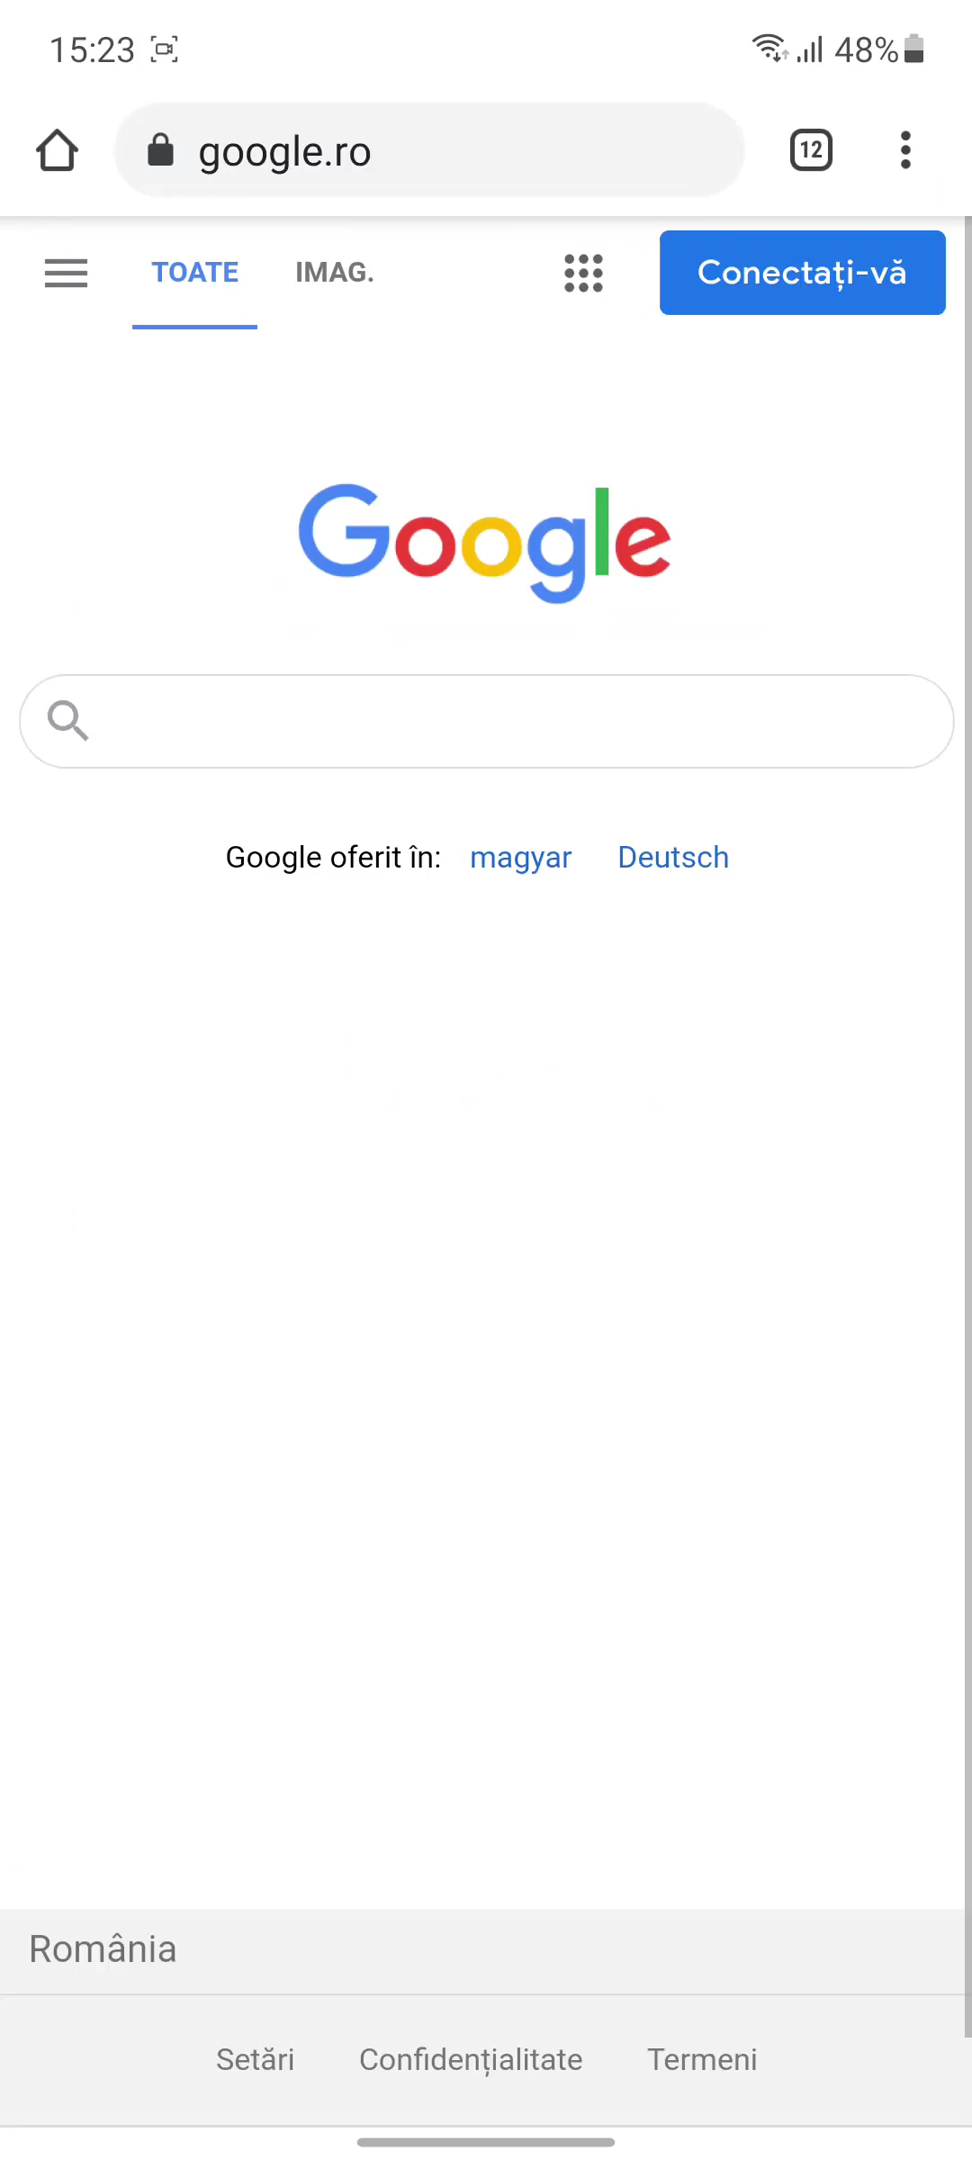 15:23 48%
google.ro 12
TOATE IMAG. Conectați-vă
Google
Google oferit în: magyar Deutsch
România
Setări Confidențialitate Termeni